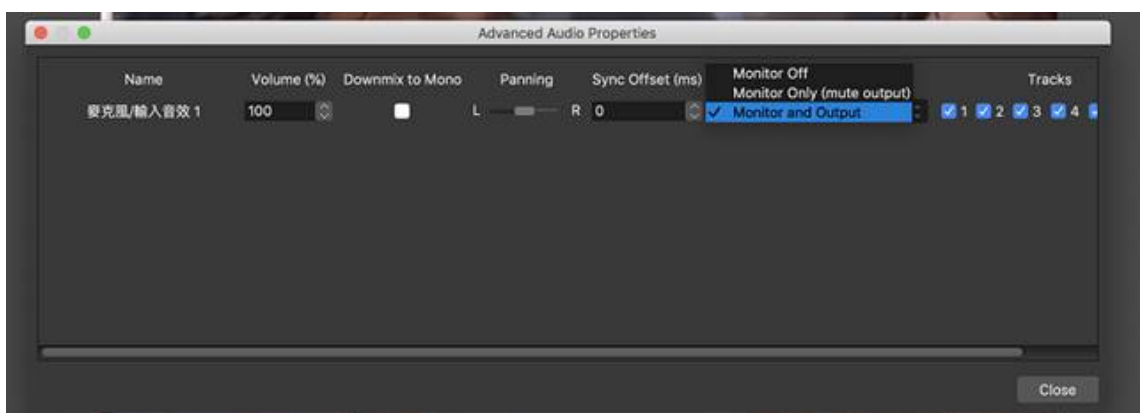 Advanced Audio Properties
Name Volume (%) Downmix to Mono Panning Sync Offset (ms) Tracks
Monitor Off
Monitor Only (mute output)
Monitor and Output
麥克風/輸入音效 1 100 L R 0 1 2 3 4
Close